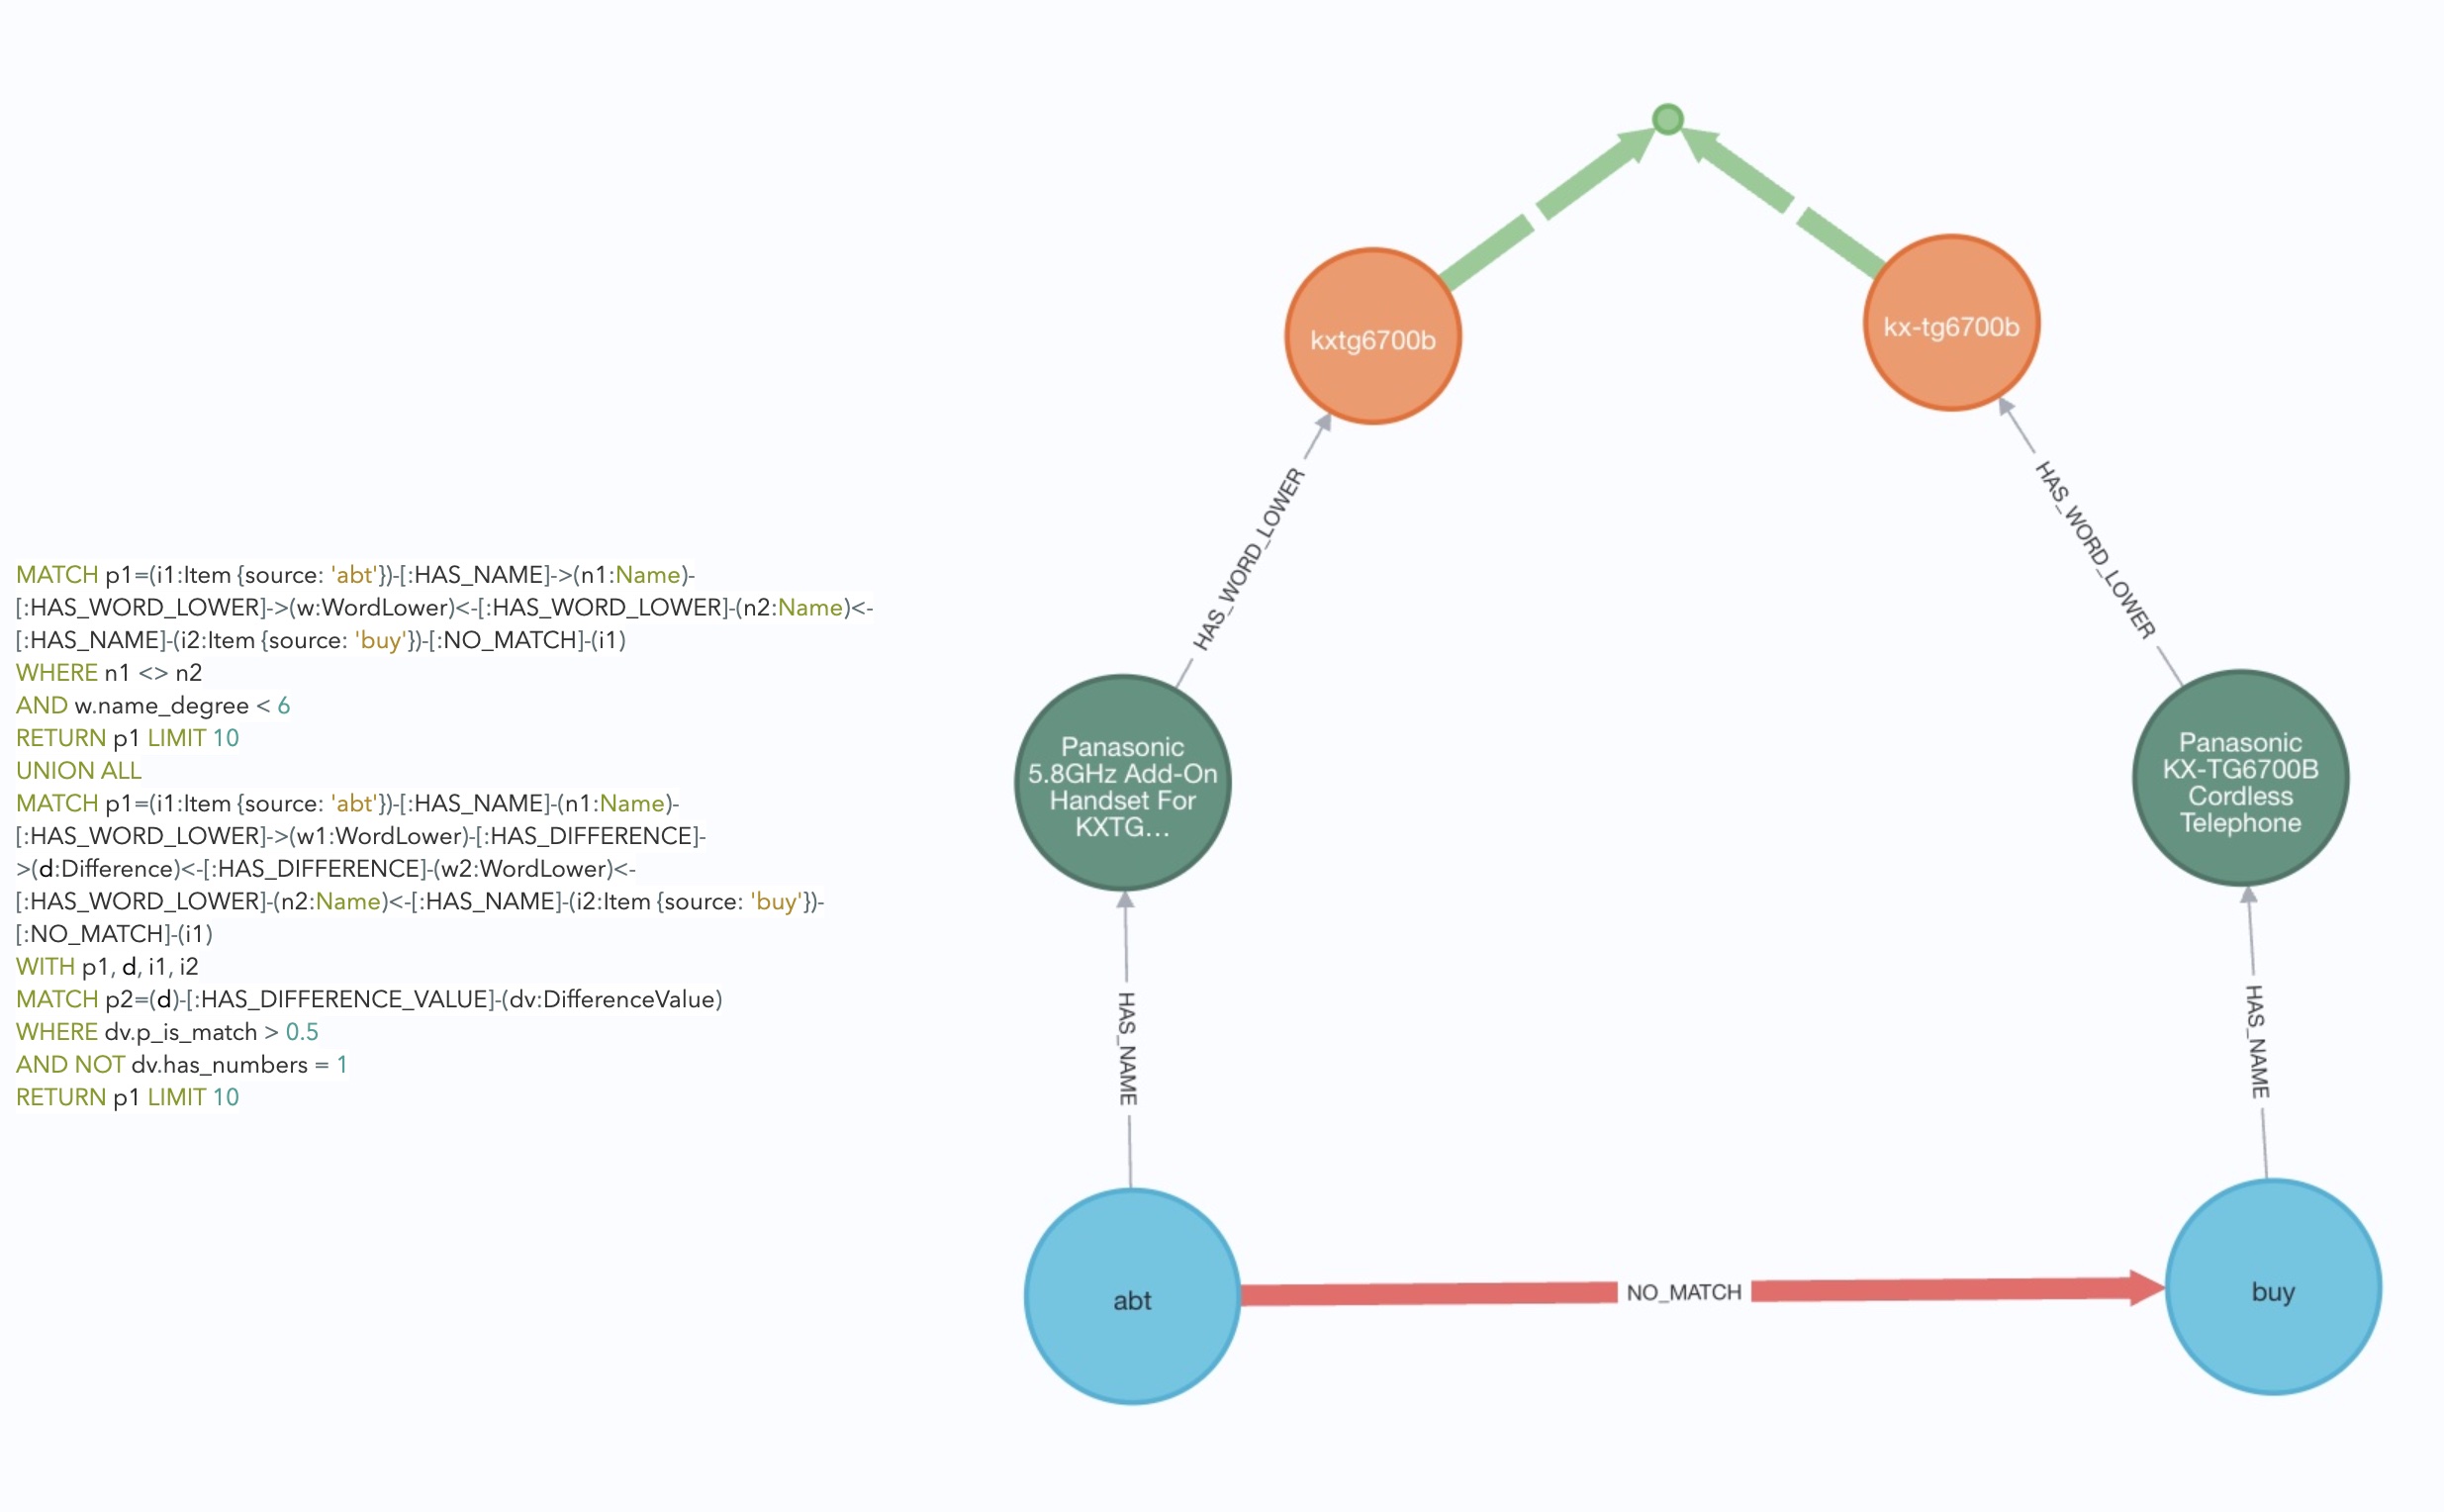 MATCH p1=(i1:Item {source: 'abt'})-[:HAS_NAME]->(n1:Name)-
[:HAS_WORD_LOWER]->(w:WordLower)<-[:HAS_WORD_LOWER]-(n2:Name)<-
[:HAS_NAME]-(i2:Item {source: 'buy'})-[:NO_MATCH]-(i1)
WHERE n1 <> n2
AND w.name_degree < 6
RETURN p1 LIMIT 10
UNION ALL
MATCH p1=(i1:Item {source: 'abt'})-[:HAS_NAME]-(n1:Name)-
[:HAS_WORD_LOWER]->(w1:WordLower)-[:HAS_DIFFERENCE]-
>(d:Difference)<-[:HAS_DIFFERENCE]-(w2:WordLower)<-
[:HAS_WORD_LOWER]-(n2:Name)<-[:HAS_NAME]-(i2:Item {source: 'buy'})-
[:NO_MATCH]-(i1)
WITH p1, d, i1, i2
MATCH p2=(d)-[:HAS_DIFFERENCE_VALUE]-(dv:DifferenceValue)
WHERE dv.p_is_match > 0.5
AND NOT dv.has_numbers = 1
RETURN p1 LIMIT 10
kxtg6700b
kx-tg6700b
HAS_WORD_LOWER
HAS_WORD_LOWER
Panasonic
5.8GHz Add-On
Handset For
KXTG...
Panasonic
KX-TG6700B
Cordless
Telephone
HAS_NAME
HAS_NAME
abt
NO_MATCH
buy